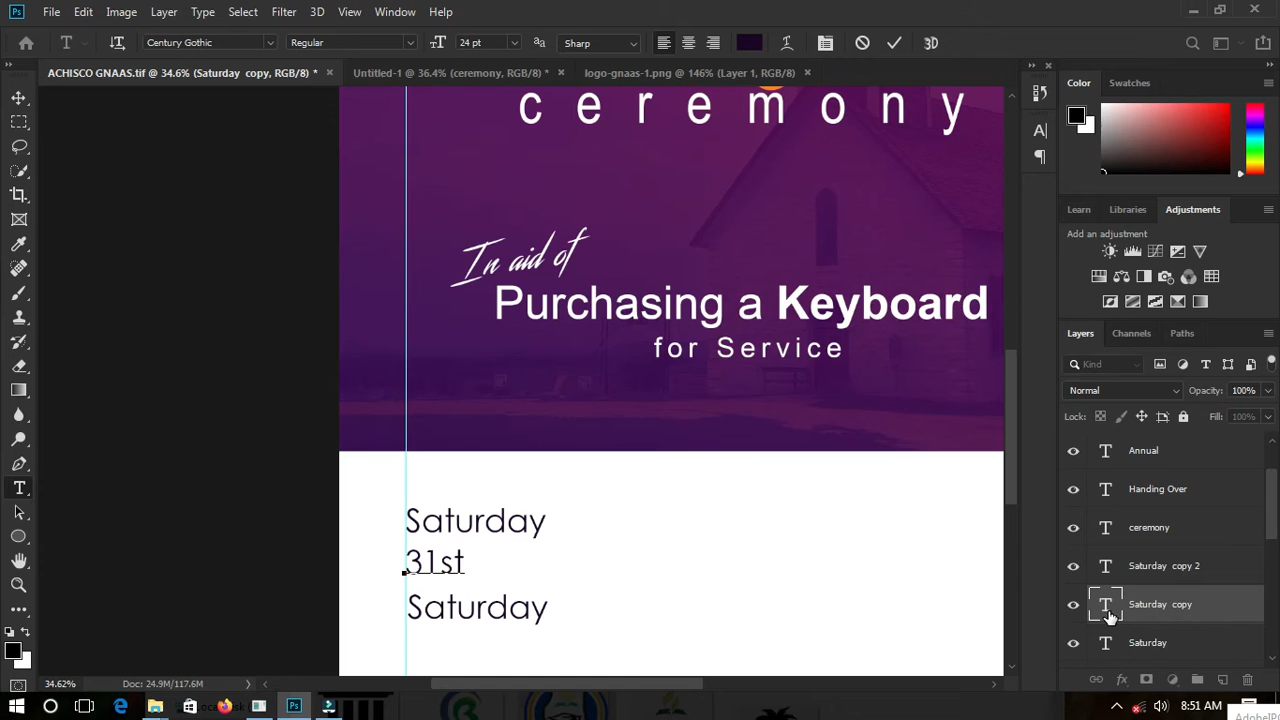 Ps File Edit Image Layer Type Select Filter 3D View Window Help
T Century Gothic Regular 24 pt Sharp 3D
ACHISCO GNAAS.tif @ 34.6% (Saturday copy, RGB/8) * × Untitled-1 @ 36.4% (ceremony, RGB/8) * × logo-gnaas-1.png @ 146% (Layer 1, RGB/8) ×
ceremony
In aid of
Purchasing a Keyboard
for Service
Saturday
31st
Saturday
Color Swatches
Learn Libraries Adjustments
Add an adjustment
Layers Channels Paths
Kind
Normal Opacity: 100%
Lock: Fill: 100%
T Annual
T Handing Over
T ceremony
T Saturday copy 2
T Saturday copy
T Saturday
34.62% Doc: 24.9M/117.6M
8:51 AM